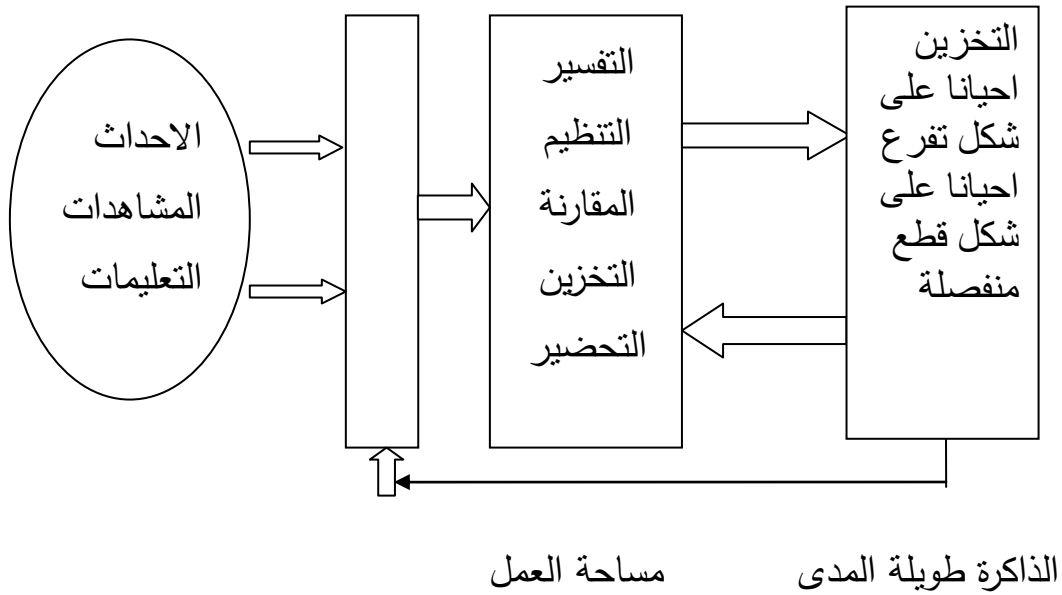 الاحداث
المشاهدات
التعليمات
التفسير
التنظيم
المقارنة
التخزين
التحضير
التخزين
احيانا على
شكل تفرع
احيانا على
شكل قطع
منفصلة
مساحة العمل
الذاكرة طويلة المدى